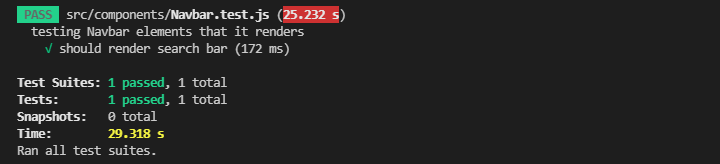 PASS src/components/Navbar.test.js (25.232 s)
testing Navbar elements that it renders
√ should render search bar (172 ms)
Test Suites: 1 passed, 1 total
Tests: 1 passed, 1 total
Snapshots: 0 total
Time: 29.318 s
Ran all test suites.